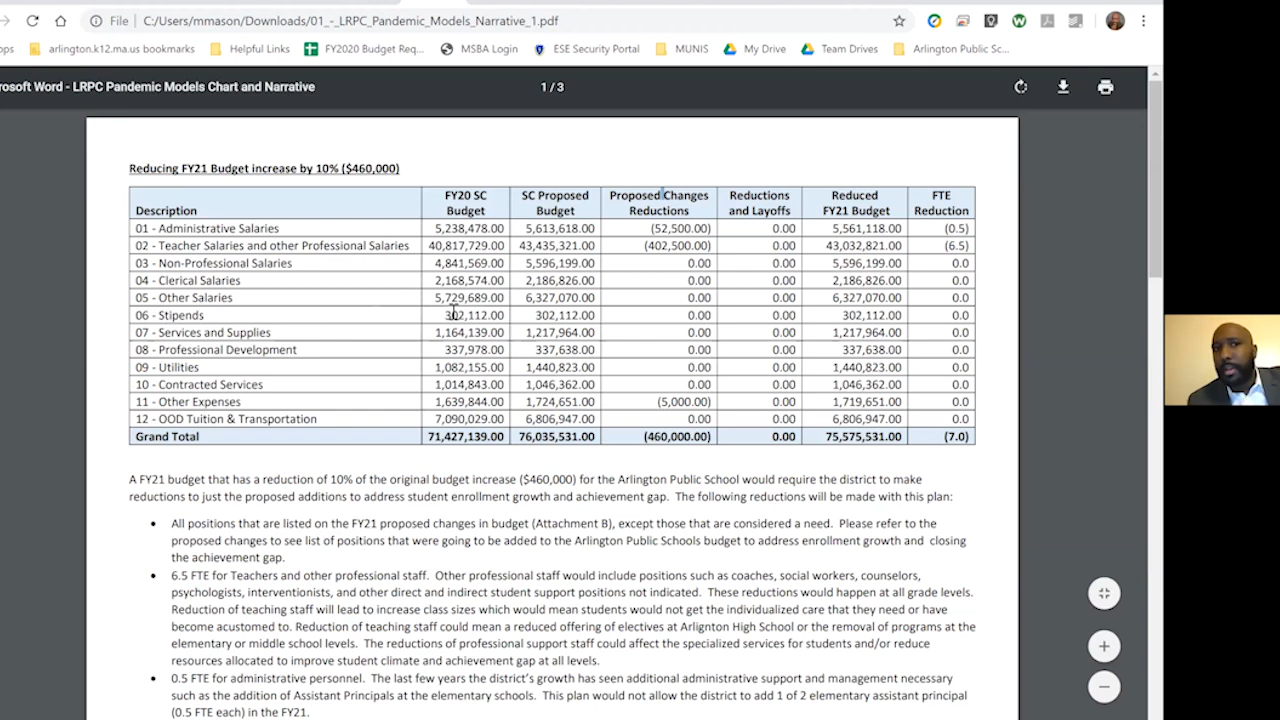 File | C:/Users/mmason/Downloads/01_-_LRPC_Pandemic_Models_Narrative_1.pdf
arlington.k12.ma.us bookmarks Helpful Links FY2020 Budget Req... MSBA Login ESE Security Portal MUNIS My Drive Team Drives Arlington Public Sc...
rosoft Word - LRPC Pandemic Models Chart and Narrative 1 / 3
Reducing FY21 Budget increase by 10% ($460,000)
Description FY20 SC Budget SC Proposed Budget Proposed Changes Reductions Reductions and Layoffs Reduced FY21 Budget FTE Reduction
01 - Administrative Salaries 5,238,478.00 5,613,618.00 (52,500.00) 0.00 5,561,118.00 (0.5)
02 - Teacher Salaries and other Professional Salaries 40,817,729.00 43,435,321.00 (402,500.00) 0.00 43,032,821.00 (6.5)
03 - Non-Professional Salaries 4,841,569.00 5,596,199.00 0.00 0.00 5,596,199.00 0.0
04 - Clerical Salaries 2,168,574.00 2,186,826.00 0.00 0.00 2,186,826.00 0.0
05 - Other Salaries 5,729,689.00 6,327,070.00 0.00 0.00 6,327,070.00 0.0
06 - Stipends 302,112.00 302,112.00 0.00 0.00 302,112.00 0.0
07 - Services and Supplies 1,164,139.00 1,217,964.00 0.00 0.00 1,217,964.00 0.0
08 - Professional Development 337,978.00 337,638.00 0.00 0.00 337,638.00 0.0
09 - Utilities 1,082,155.00 1,440,823.00 0.00 0.00 1,440,823.00 0.0
10 - Contracted Services 1,014,843.00 1,046,362.00 0.00 0.00 1,046,362.00 0.0
11 - Other Expenses 1,639,844.00 1,724,651.00 (5,000.00) 0.00 1,719,651.00 0.0
12 - OOD Tuition & Transportation 7,090,029.00 6,806,947.00 0.00 0.00 6,806,947.00 0.0
Grand Total 71,427,139.00 76,035,531.00 (460,000.00) 0.00 75,575,531.00 (7.0)
A FY21 budget that has a reduction of 10% of the original budget increase ($460,000) for the Arlington Public School would require the district to make
reductions to just the proposed additions to address student enrollment growth and achievement gap. The following reductions will be made with this plan:
• All positions that are listed on the FY21 proposed changes in budget (Attachment B), except those that are considered a need. Please refer to the
proposed changes to see list of positions that were going to be added to the Arlington Public Schools budget to address enrollment growth and closing
the achievement gap.
• 6.5 FTE for Teachers and other professional staff. Other professional staff would include positions such as coaches, social workers, counselors,
psychologists, interventionists, and other direct and indirect student support positions not indicated. These reductions would happen at all grade levels.
Reduction of teaching staff will lead to increase class sizes which would mean students would not get the individualized care that they need or have
become acustomed to. Reduction of teaching staff could mean a reduced offering of electives at Arlignton High School or the removal of programs at the
elementary or middle school levels. The reductions of professional support staff could affect the specialized services for students and/or reduce
resources allocated to improve student climate and achievement gap at all levels.
• 0.5 FTE for administrative personnel. The last few years the district's growth has seen additional administrative support and management necessary
such as the addition of Assistant Principals at the elementary schools. This plan would not allow the district to add 1 of 2 elementary assistant principal
(0.5 FTE each) in the FY21.